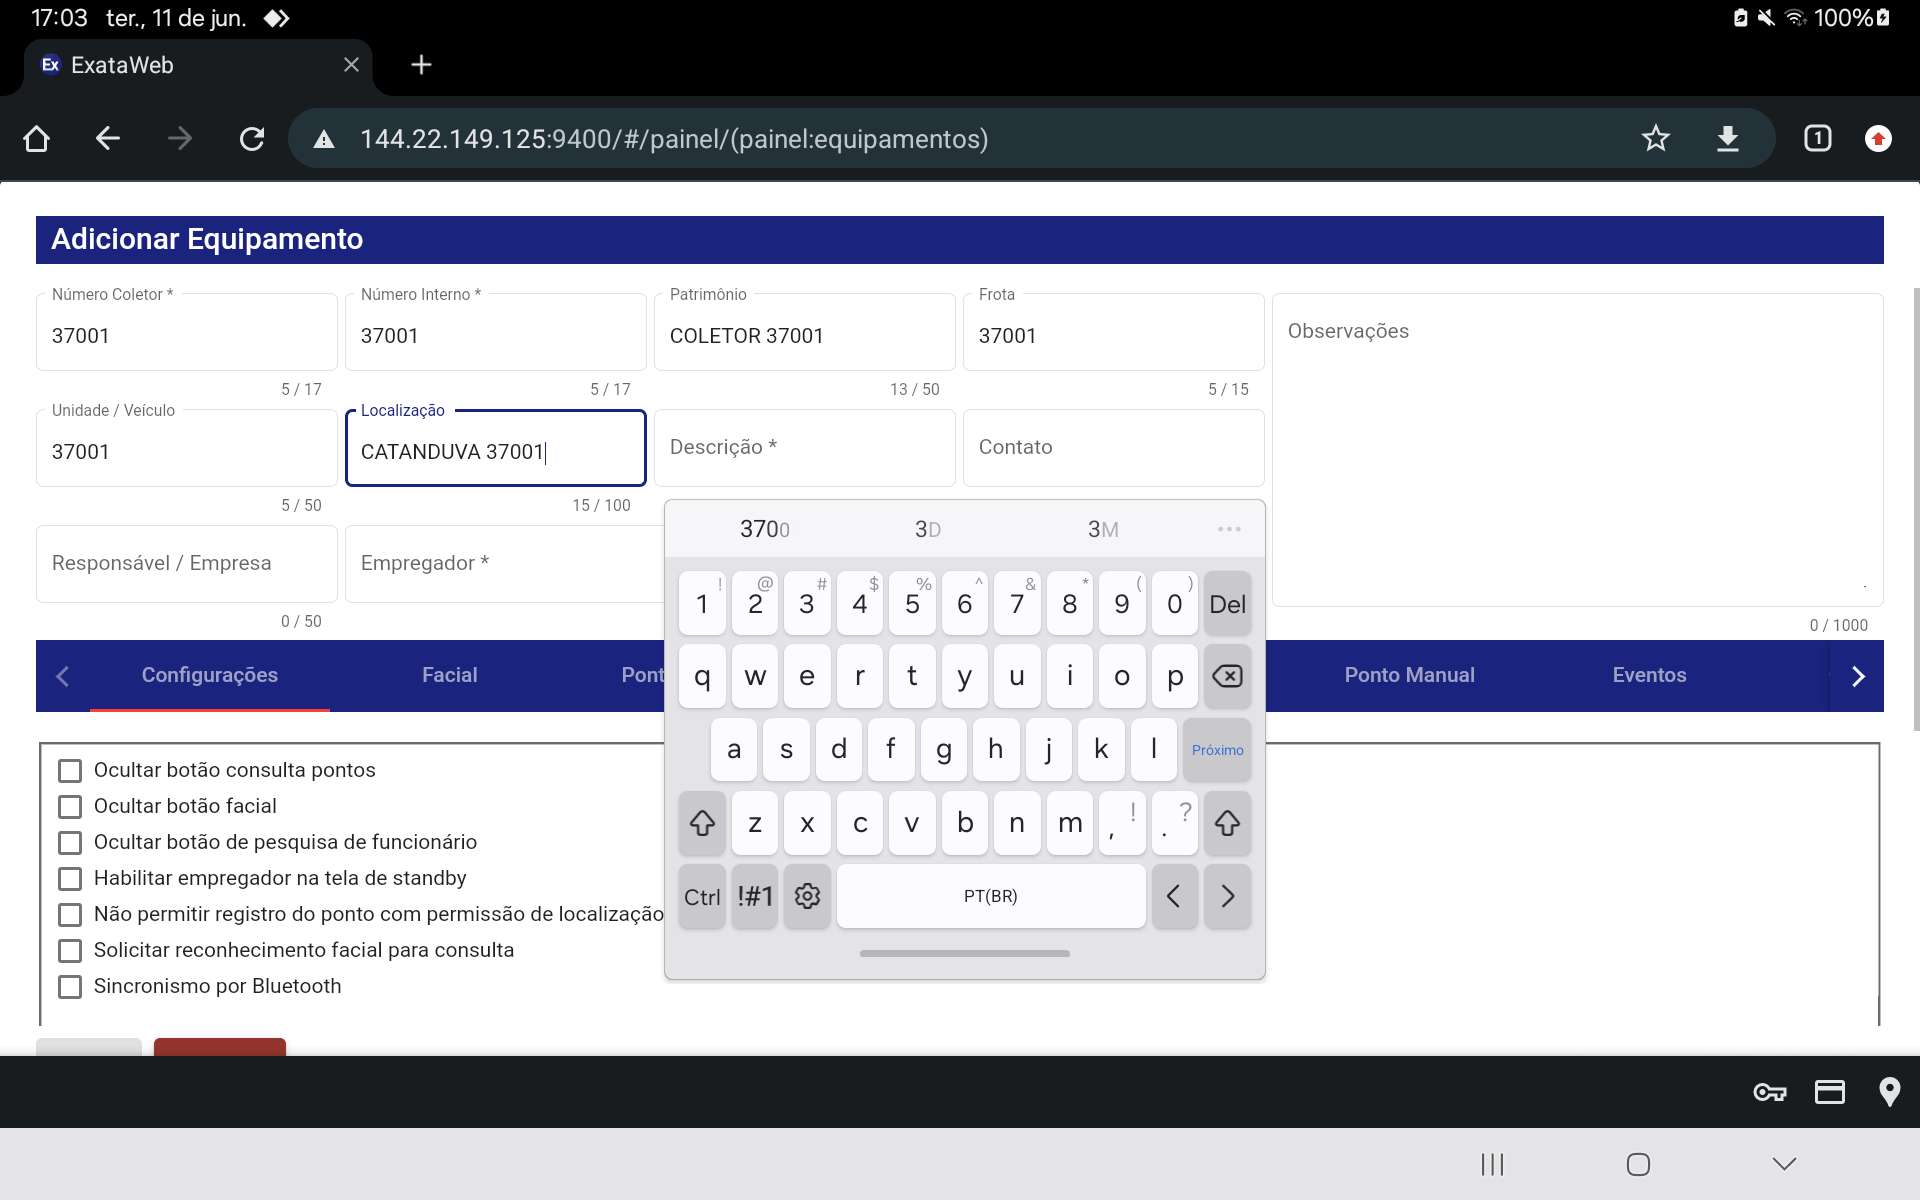 17:03 ter., 11 de jun.
100%
Ex ExataWeb
144.22.149.125:9400/#/painel/(painel:equipamentos)
1
Adicionar Equipamento
Número Coletor *
37001
5 / 17
Número Interno *
37001
5 / 17
Patrimônio
COLETOR 37001
13 / 50
Frota
37001
5 / 15
Observações
0 / 1000
Unidade / Veículo
37001
5 / 50
Localização
CATANDUVA 37001
15 / 100
Descrição *
Contato
Responsável / Empresa
0 / 50
Empregador *
Configurações
Facial
Pont
Ponto Manual
Eventos
Ocultar botão consulta pontos
Ocultar botão facial
Ocultar botão de pesquisa de funcionário
Habilitar empregador na tela de standby
Não permitir registro do ponto com permissão de localização
Solicitar reconhecimento facial para consulta
Sincronismo por Bluetooth
3700 3D 3M ...
! @ # $ % ^ & * ( )
1 2 3 4 5 6 7 8 9 0 Del
q w e r t y u i o p
a s d f g h j k l Próximo
z x c v b n m , ! . ?
Ctrl !#1 PT(BR) < >